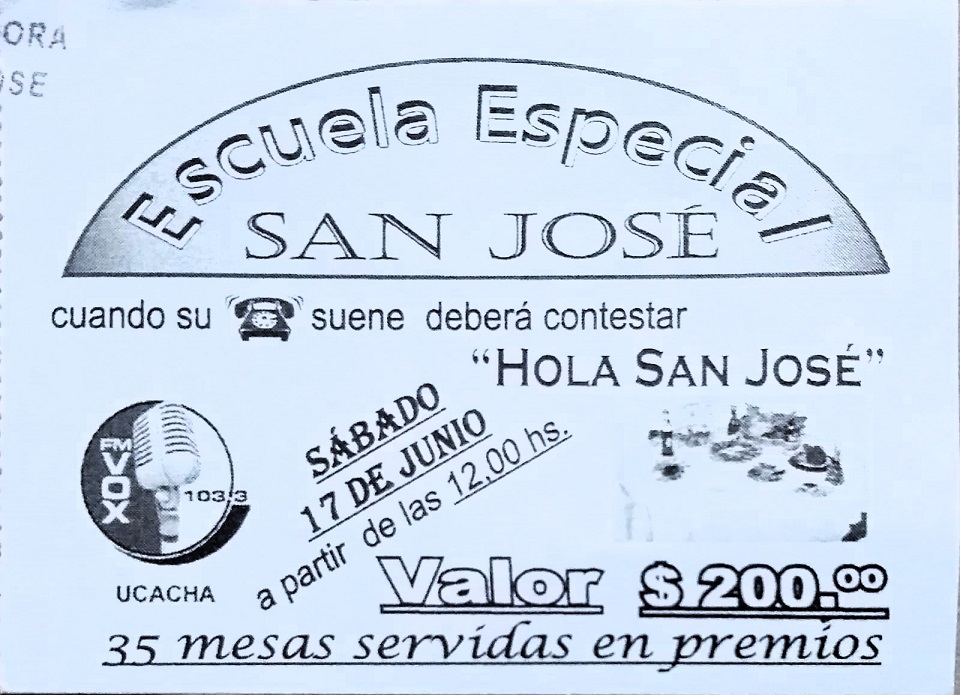 ORA
OSE
Escuela Especial
SAN JOSÉ
cuando su suene deberá contestar
“HOLA SAN JOSÉ”
SÁBADO
17 DE JUNIO
a partir de las 12,00 hs.
FM
VOX
103.3
UCACHA
Valor $ 200.00
35 mesas servidas en premios